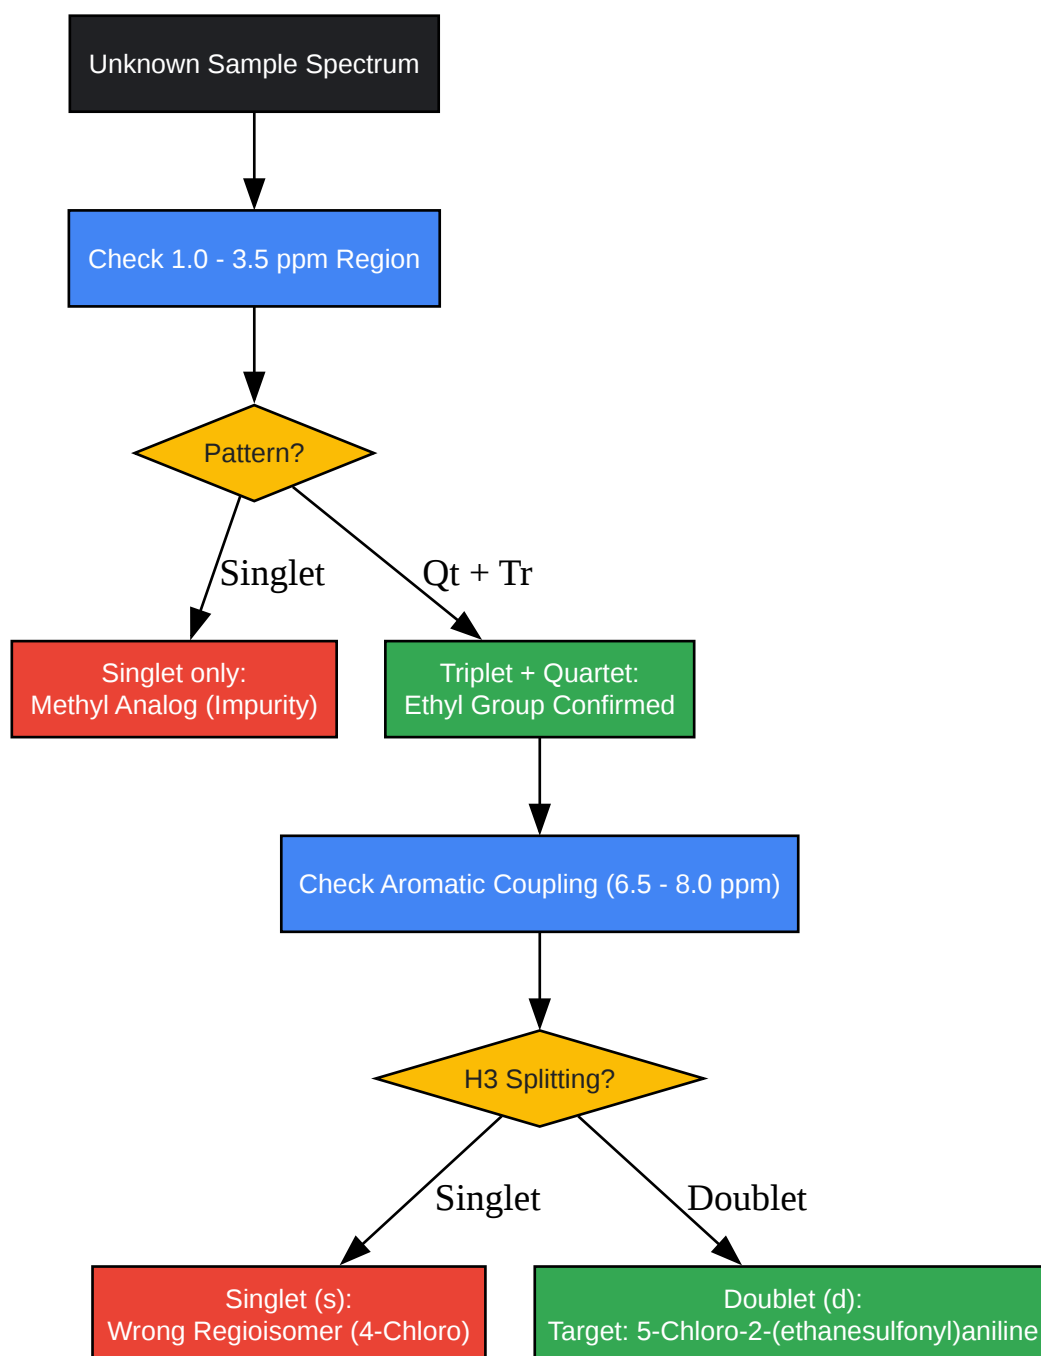 Unknown Sample Spectrum
Check 1.0 - 3.5 ppm Region
Pattern?
Singlet
Qt + Tr
Singlet only:
Methyl Analog (Impurity)
Triplet + Quartet:
Ethyl Group Confirmed
Check Aromatic Coupling (6.5 - 8.0 ppm)
H3 Splitting?
Singlet
Doublet
Singlet (s):
Wrong Regioisomer (4-Chloro)
Doublet (d):
Target: 5-Chloro-2-(ethanesulfonyl)aniline